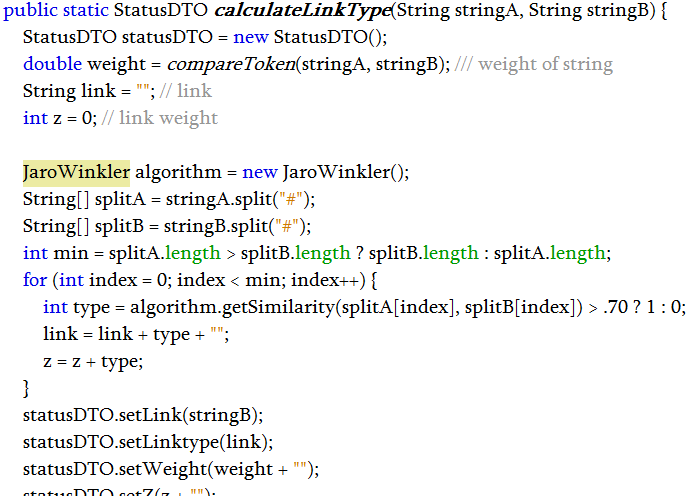 public static StatusDTO calculateLinkType(String stringA, String stringB) {
StatusDTO statusDTO = new StatusDTO();
double weight = compareToken(stringA, stringB); /// weight of string
String link = ""; // link
int z = 0; // link weight
JaroWinkler algorithm = new JaroWinkler();
String[] splitA = stringA.split("#");
String[] splitB = stringB.split("#");
int min = splitA.length > splitB.length ? splitB.length : splitA.length;
for (int index = 0; index < min; index++) {
int type = algorithm.getSimilarity(splitA[index], splitB[index]) > .70 ? 1 : 0;
link = link + type + "";
z = z + type;
}
statusDTO.setLink(stringB);
statusDTO.setLinktype(link);
statusDTO.setWeight(weight + "");
statusDTO.setZ(z + "");